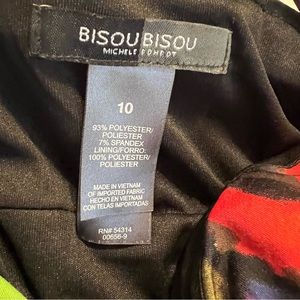 BISOU BISOU
MICHELE BOHBOT
10
93% POLYESTER/
POLIESTER
7% SPANDEX
LINING/FORRO:
100% POLYESTER/
POLIESTER
MADE IN VIETNAM
OF IMPORTED FABRIC
HECHO EN VIETNAM
CON TELAS IMPORTADAS
RN# 54314
00656-9